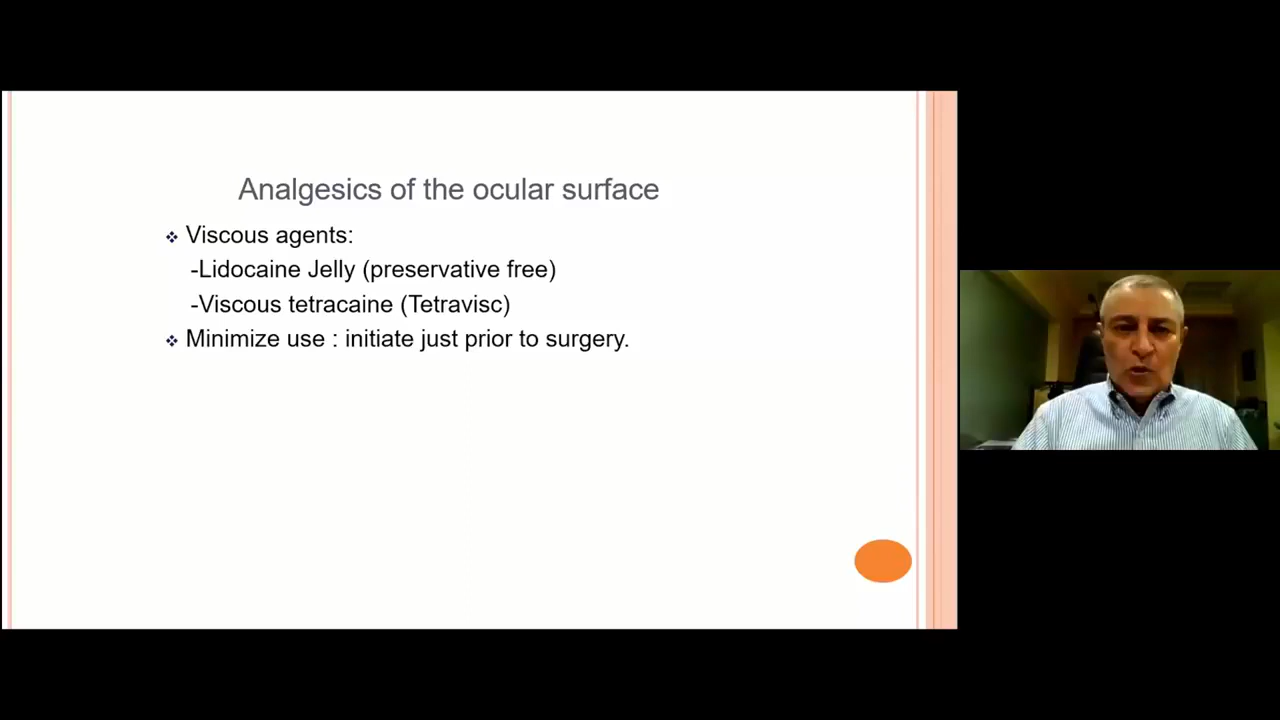 Analgesics of the ocular surface
❖ Viscous agents:
-Lidocaine Jelly (preservative free)
-Viscous tetracaine (Tetravisc)
❖ Minimize use : initiate just prior to surgery.